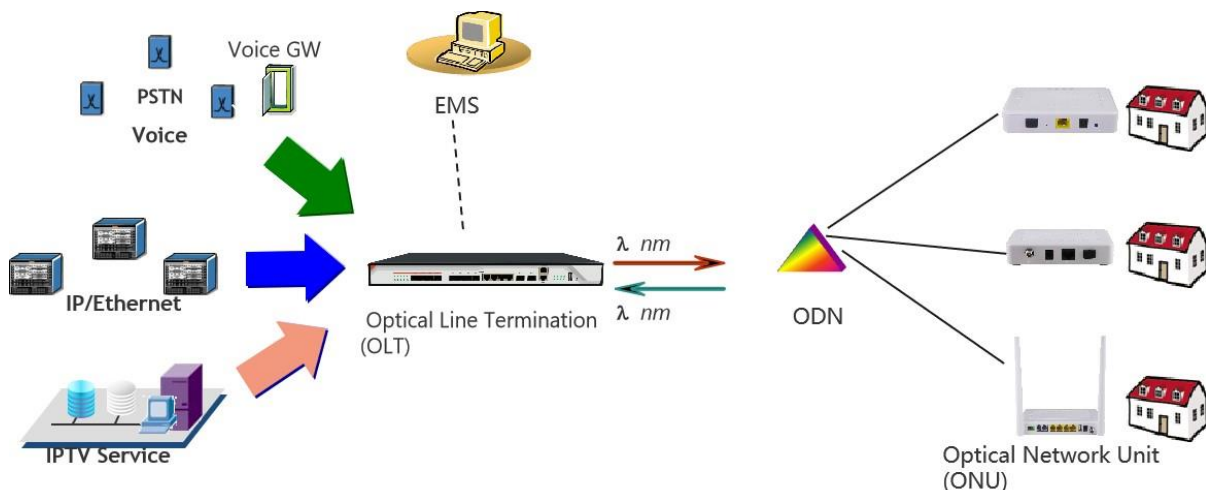 Voice GW
PSTN
Voice
EMS
IP/Ethernet
λ nm
λ nm
Optical Line Termination
(OLT)
ODN
IPTV Service
Optical Network Unit
(ONU)